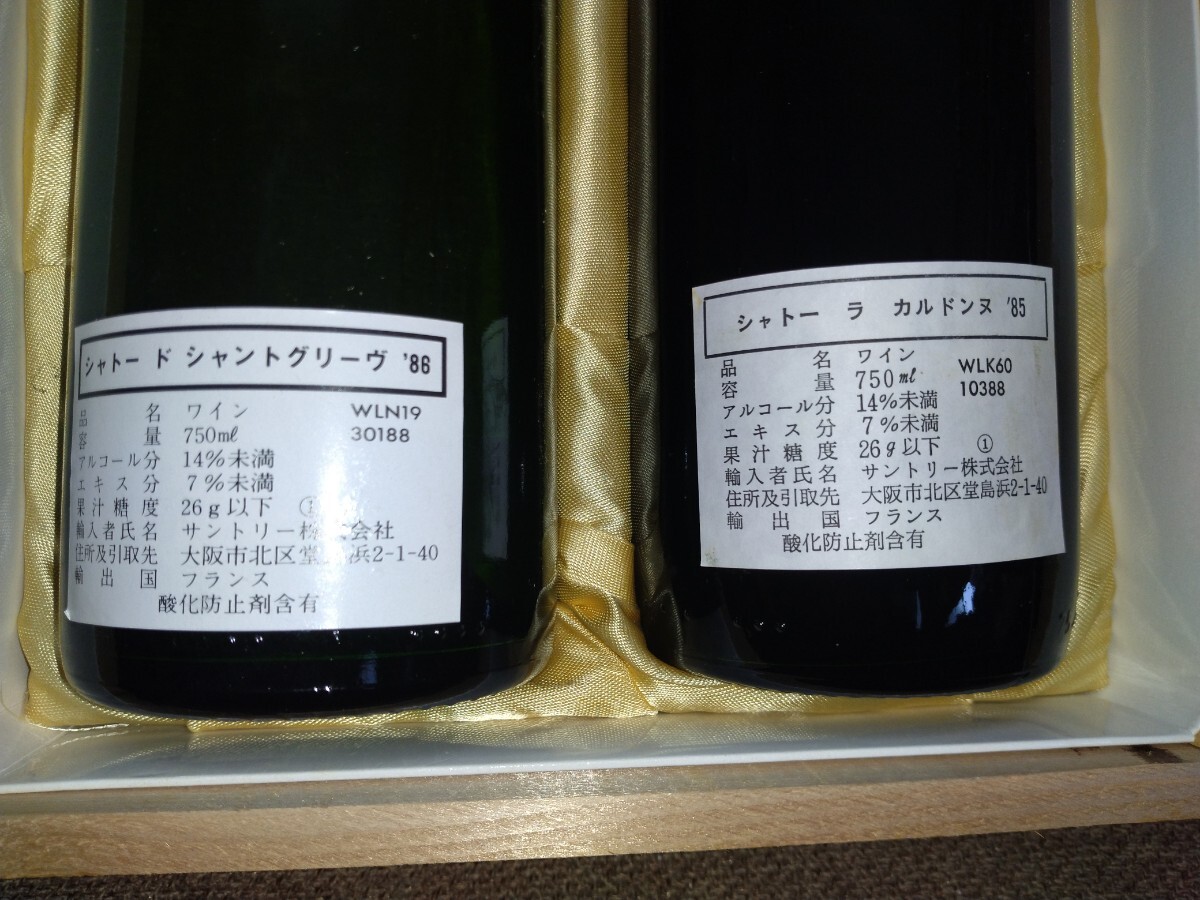 シャトー ド シャントグリーヴ '86
品名 ワイン WLN19
容量 750㎖ 30188
アルコール分 14%未満
エキス分 7%未満
果汁糖度 26g以下 ①
輸入者氏名 サントリー株式会社
住所及引取先 大阪市北区堂島浜2-1-40
輸出国 フランス
酸化防止剤含有
シャトー ラ カルドンヌ '85
品名 ワイン WLK60
容量 750㎖ 10388
アルコール分 14%未満
エキス分 7%未満
果汁糖度 26g以下 ①
輸入者氏名 サントリー株式会社
住所及引取先 大阪市北区堂島浜2-1-40
輸出国 フランス
酸化防止剤含有